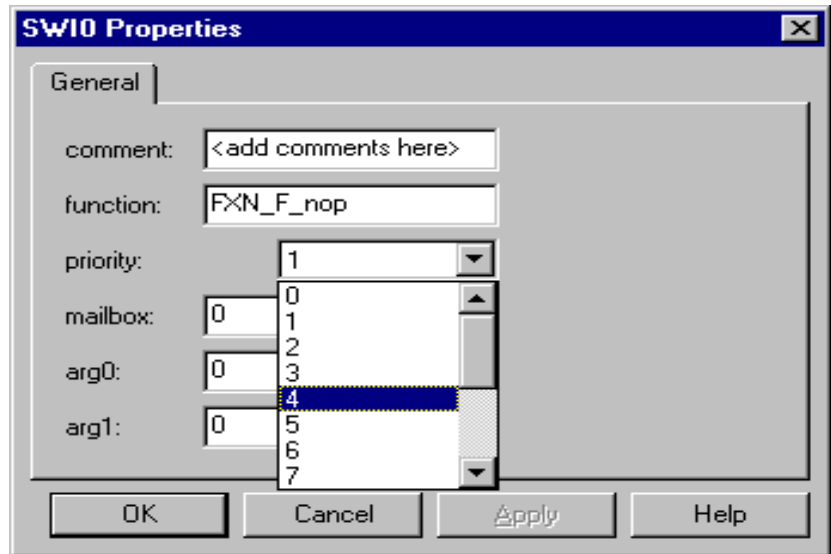 SWI0 Properties
General
comment: <add comments here>
function: FXN_F_nop
priority: 1
0
mailbox: 0 1
2
arg0: 0 3
4
arg1: 0 5
6
7
OK Cancel Apply Help